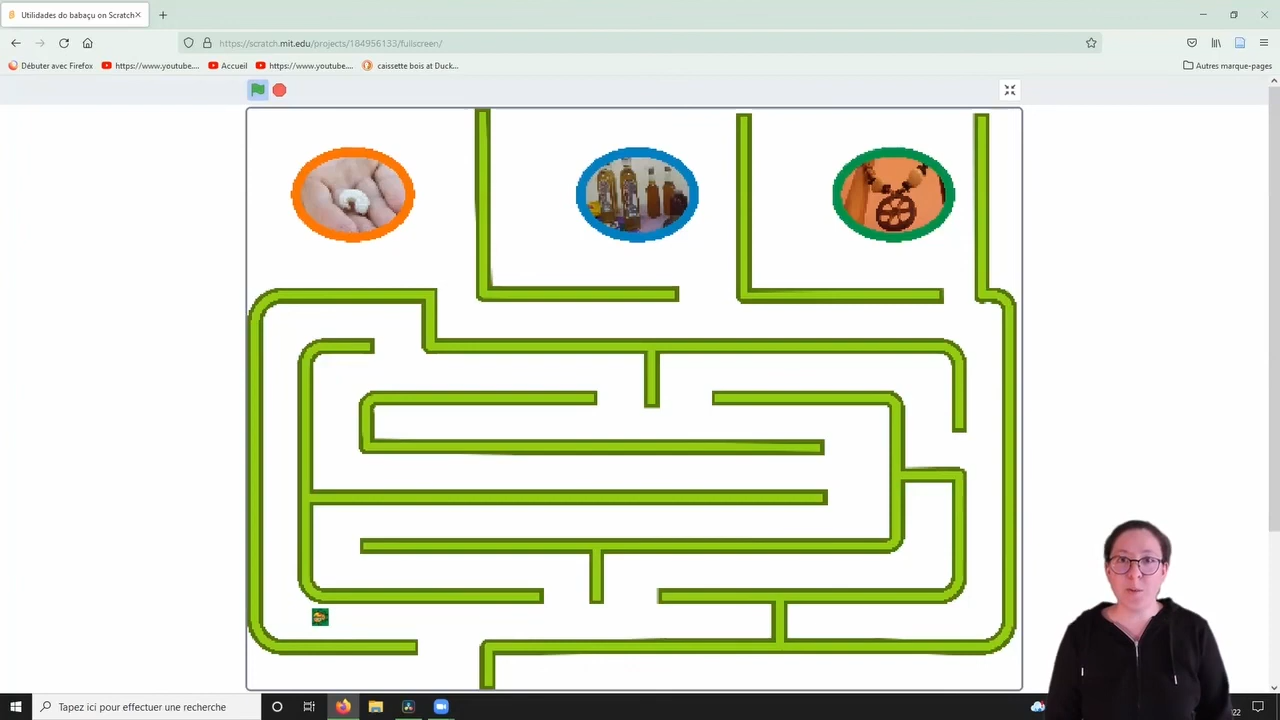 Utilidades do babaçu on Scratch
https://scratch.mit.edu/projects/184956133/fullscreen/
Débuter avec Firefox https://www.youtube.... Accueil https://www.youtube.... caissette bois at Duck... Autres marque-pages
Tapez ici pour effectuer une recherche